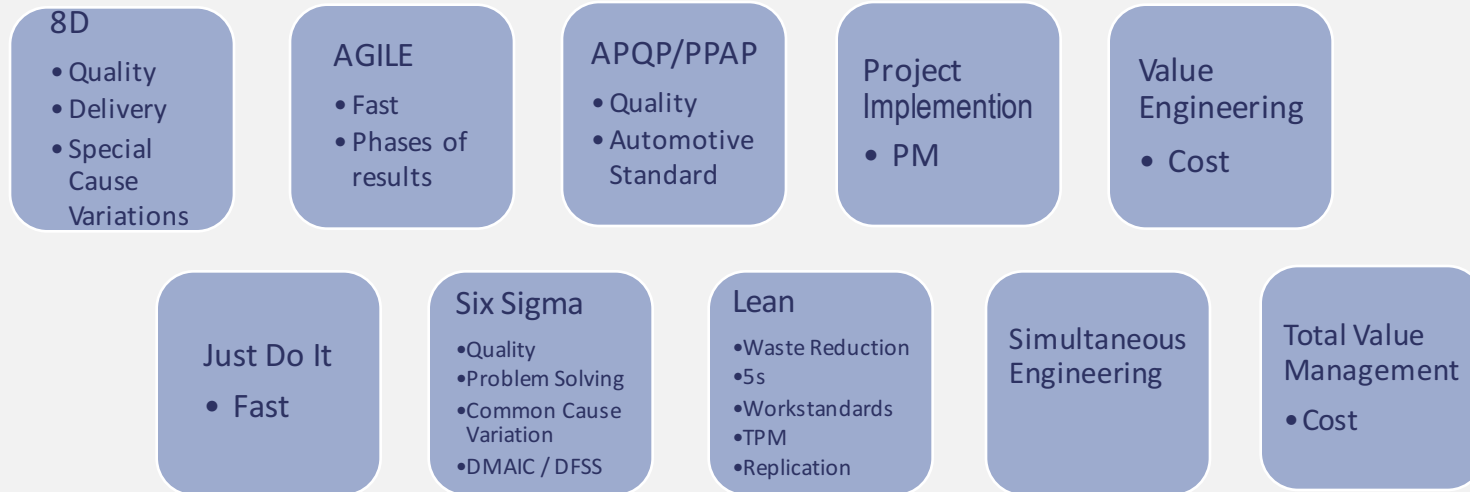 8D
• Quality
• Delivery
• Special
Cause
Variations
AGILE
• Fast
• Phases of
results
APQP/PPAP
• Quality
• Automotive
Standard
Project
Implemention
• PM
Value
Engineering
• Cost
Just Do It
• Fast
Six Sigma
•Quality
•Problem Solving
•Common Cause
Variation
•DMAIC / DFSS
Lean
•Waste Reduction
•5s
•Workstandards
•TPM
•Replication
Simultaneous
Engineering
Total Value
Management
•Cost